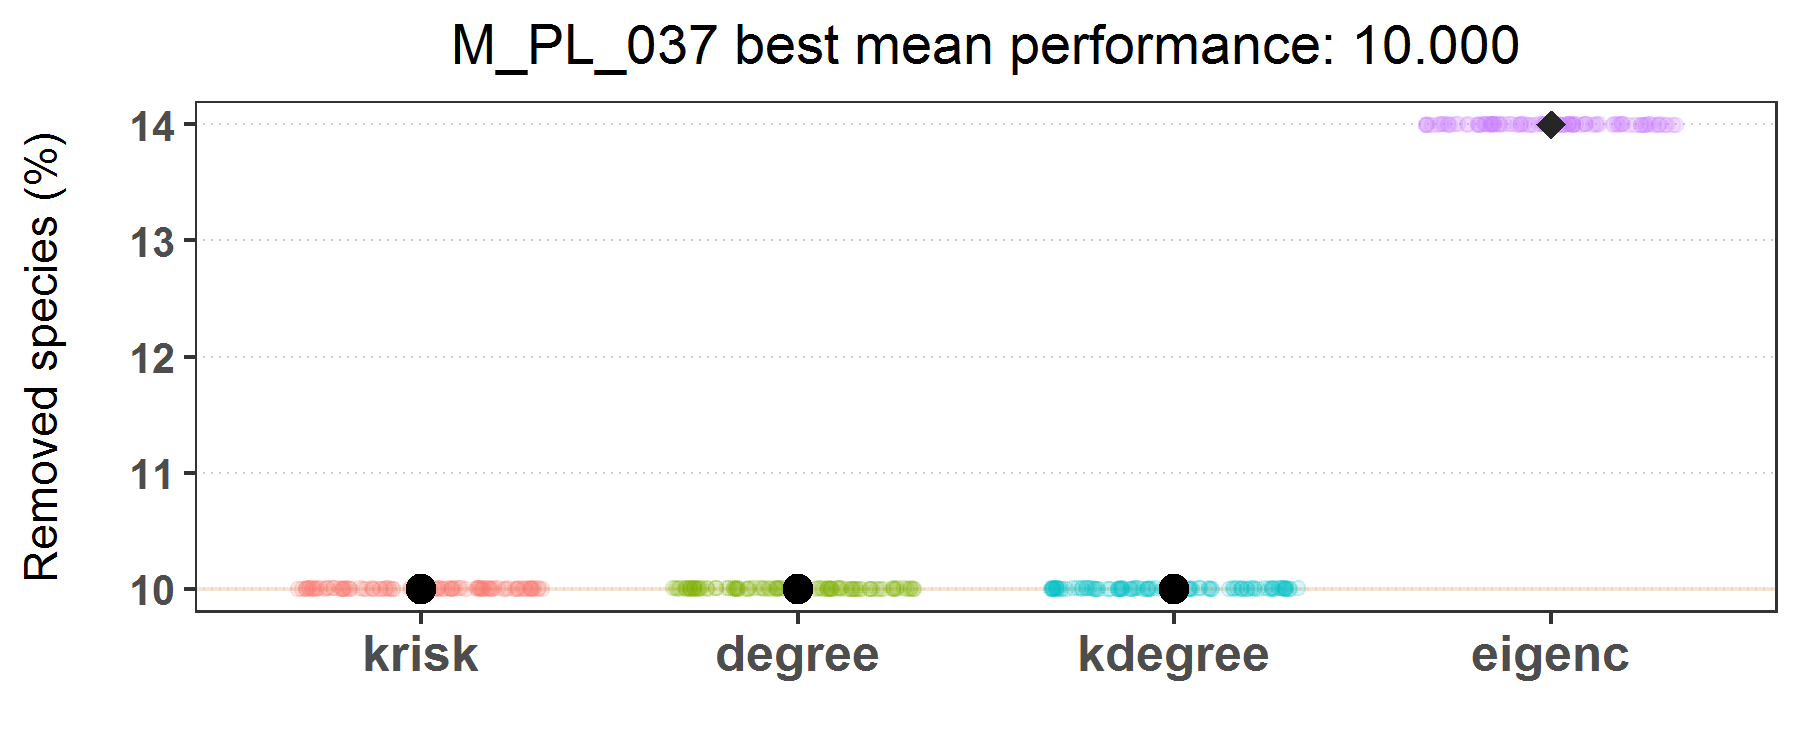 M_PL_037 best mean performance: 10.000
Removed species (%)
14
13
12
11
10
krisk degree kdegree eigenc